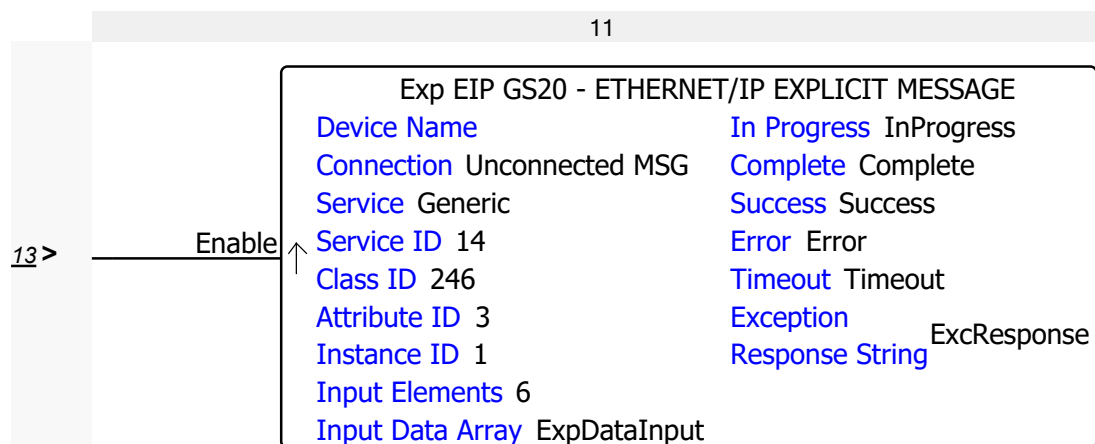 11
Exp EIP GS20 - ETHERNET/IP EXPLICIT MESSAGE
Device Name In Progress InProgress
Connection Unconnected MSG Complete Complete
Service Generic Success Success
Enable Service ID 14 Error Error
13 > Class ID 246 Timeout Timeout
Attribute ID 3 Exception
Instance ID 1 Response String ExcResponse
Input Elements 6
Input Data Array ExpDataInput